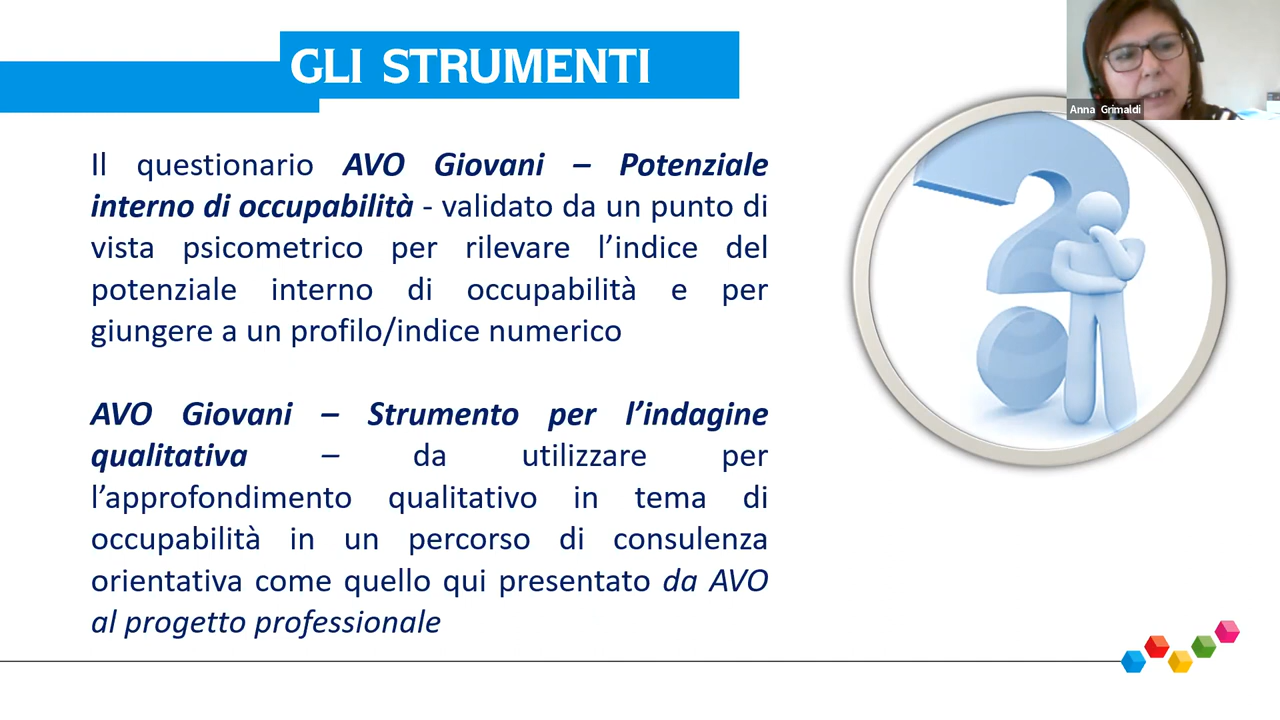 GLI STRUMENTI
Anna Grimaldi
Il questionario AVO Giovani – Potenziale
interno di occupabilità - validato da un punto di
vista psicometrico per rilevare l’indice del
potenziale interno di occupabilità e per
giungere a un profilo/indice numerico
AVO Giovani – Strumento per l’indagine
qualitativa – da utilizzare per
l’approfondimento qualitativo in tema di
occupabilità in un percorso di consulenza
orientativa come quello qui presentato da AVO
al progetto professionale